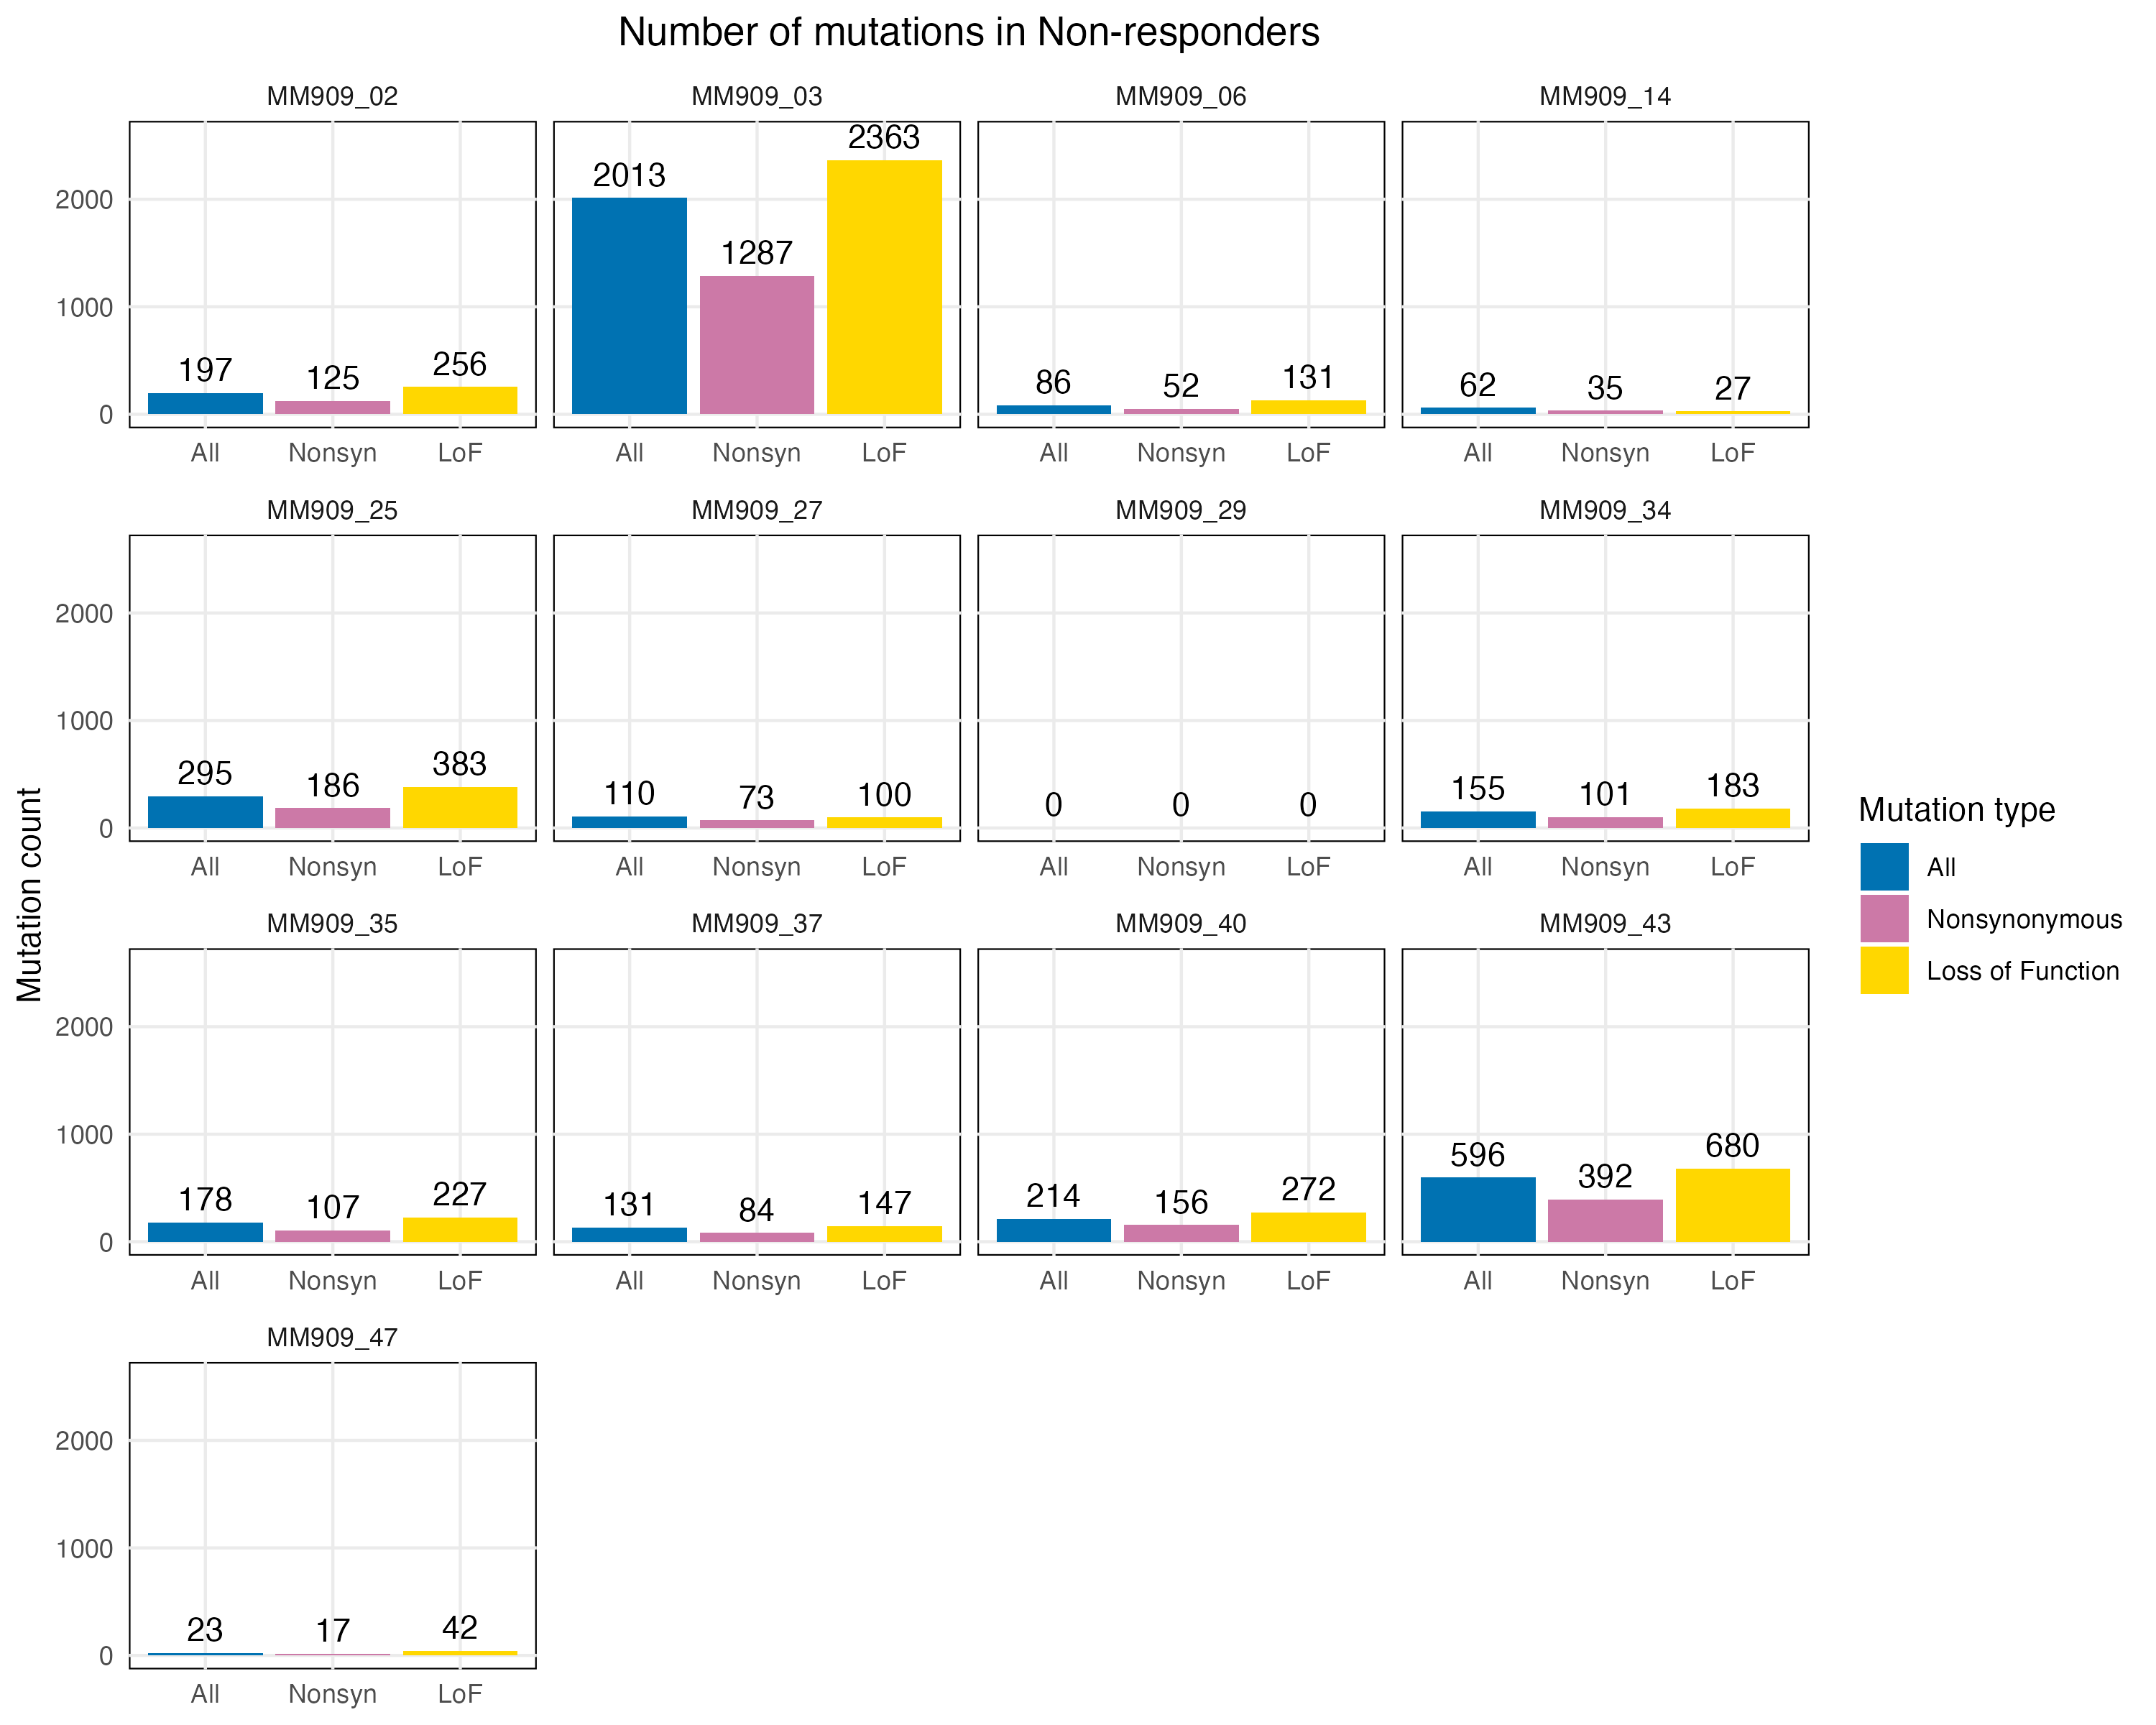 Number of mutations in Non-responders
MM909_02 MM909_03 MM909_06 MM909_14
2000
1000
0
197 125 256
2013 1287 2363
86 52 131
62 35 27
All Nonsyn LoF All Nonsyn LoF All Nonsyn LoF All Nonsyn LoF
MM909_25 MM909_27 MM909_29 MM909_34
2000
1000
0
295 186 383
110 73 100
0 0 0
155 101 183
All Nonsyn LoF All Nonsyn LoF All Nonsyn LoF All Nonsyn LoF
MM909_35 MM909_37 MM909_40 MM909_43
2000
1000
0
178 107 227
131 84 147
214 156 272
596 392 680
All Nonsyn LoF All Nonsyn LoF All Nonsyn LoF All Nonsyn LoF
MM909_47
2000
1000
0
23 17 42
All Nonsyn LoF
Mutation count
Mutation type
All
Nonsynonymous
Loss of Function